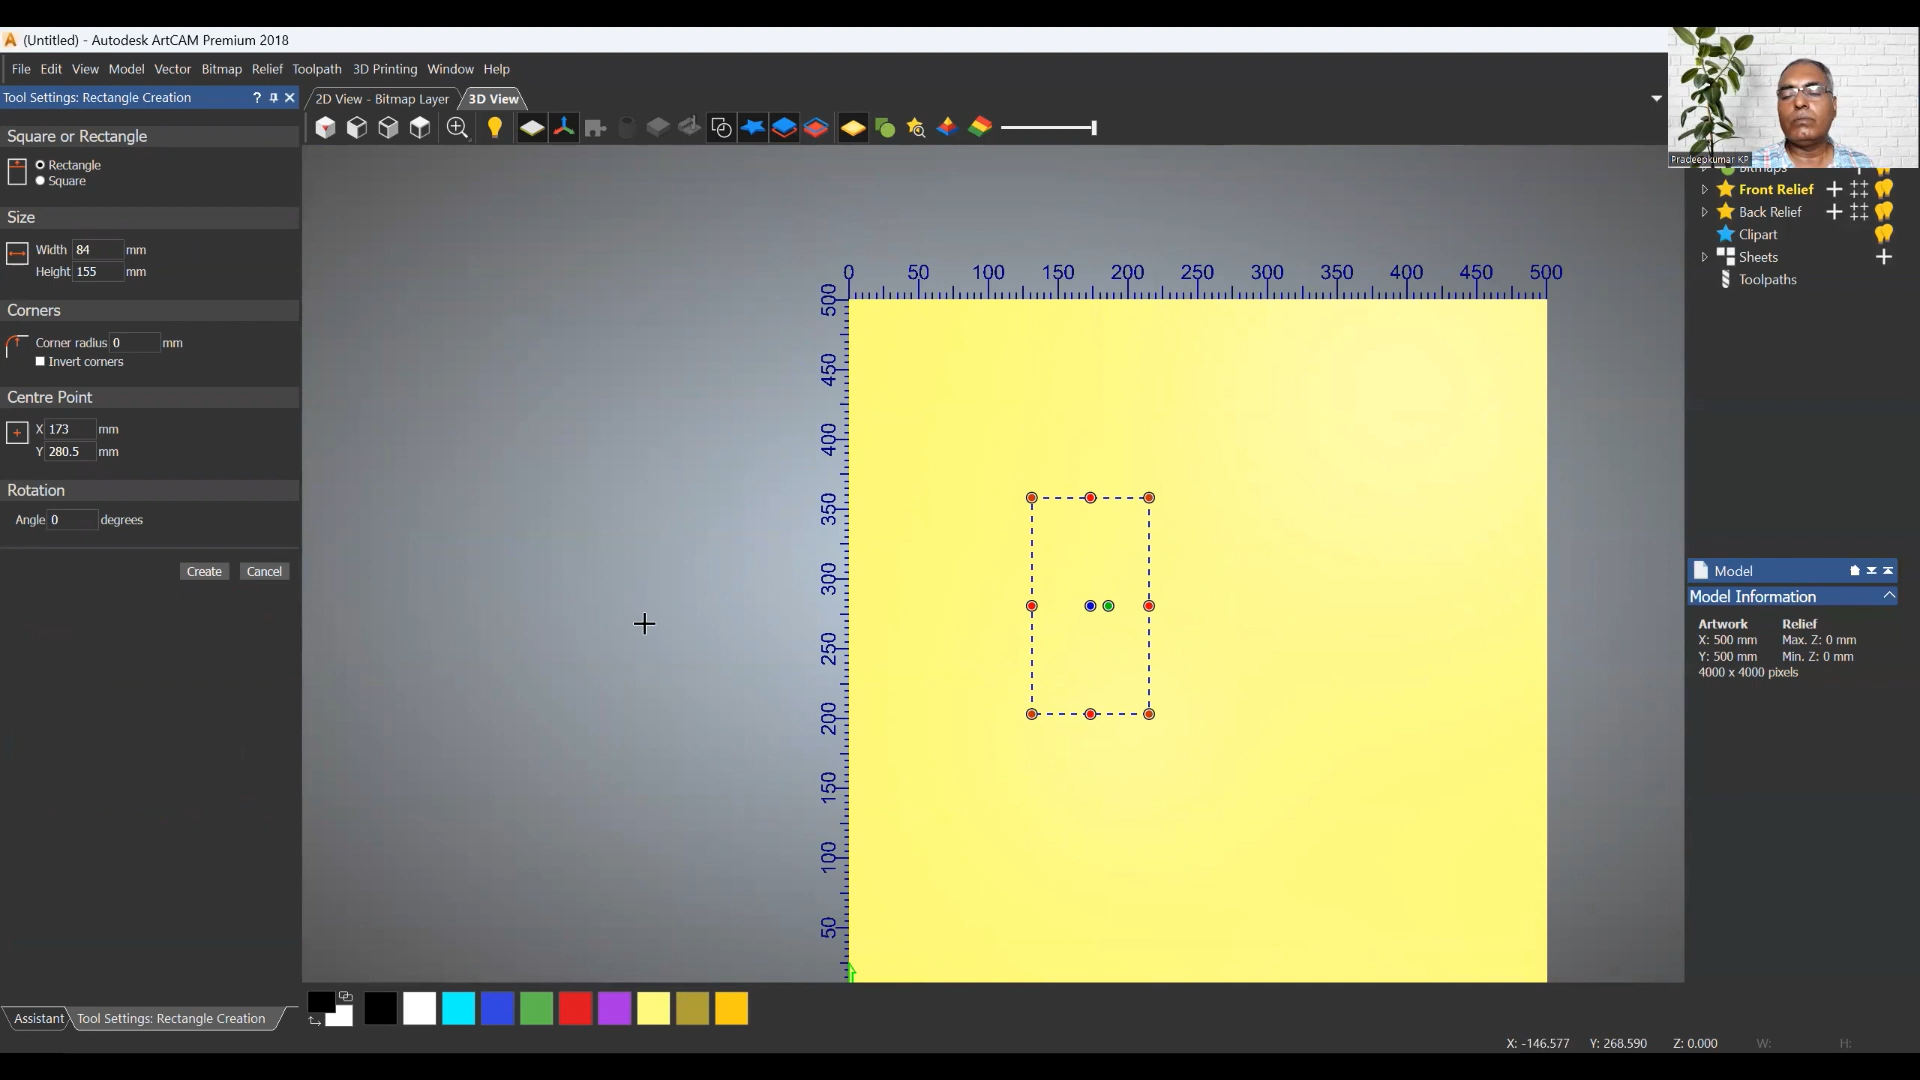 (Untitled) - Autodesk ArtCAM Premium 2018
File Edit View Model Vector Bitmap Relief Toolpath 3D Printing Window Help
Tool Settings: Rectangle Creation ?
2D View - Bitmap Layer 3D View
Square or Rectangle
Rectangle
Square
Size
Width 84 mm
Height 155 mm
Corners
Corner radius 0 mm
Invert corners
Centre Point
X 173 mm
Y 280.5 mm
Rotation
Angle 0 degrees
Create Cancel
0 50 100 150 200 250 300 350 400 450 500
500
450
400
350
300
250
200
150
100
50
Pradeepkumar KP
Bitmaps
Front Relief
Back Relief
Clipart
Sheets
Toolpaths
Model
Model Information
Artwork Relief
X: 500 mm Max. Z: 0 mm
Y: 500 mm Min. Z: 0 mm
4000 x 4000 pixels
Assistant Tool Settings: Rectangle Creation
X: -146.577 Y: 268.590 Z: 0.000 W: H: